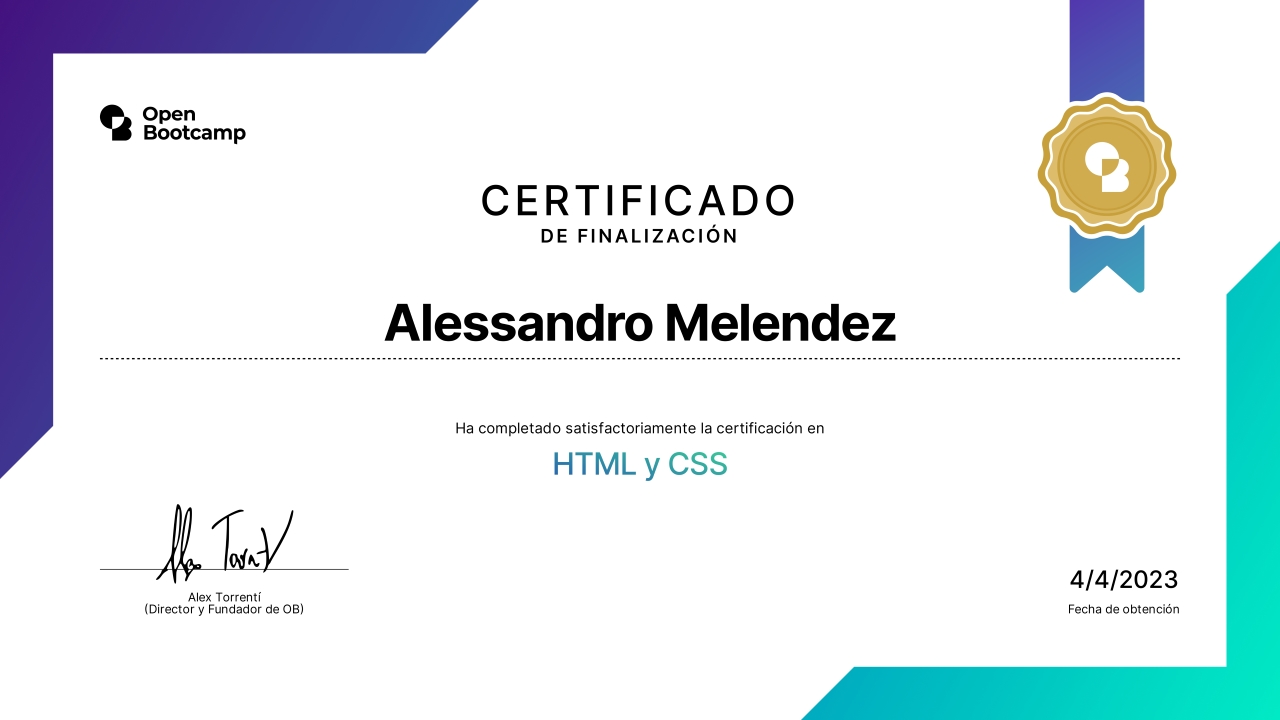 Open
Bootcamp
CERTIFICADO
DE FINALIZACIÓN
Alessandro Melendez
Ha completado satisfactoriamente la certificación en
HTML y CSS
Alex Torrentí
(Director y Fundador de OB)
4/4/2023
Fecha de obtención